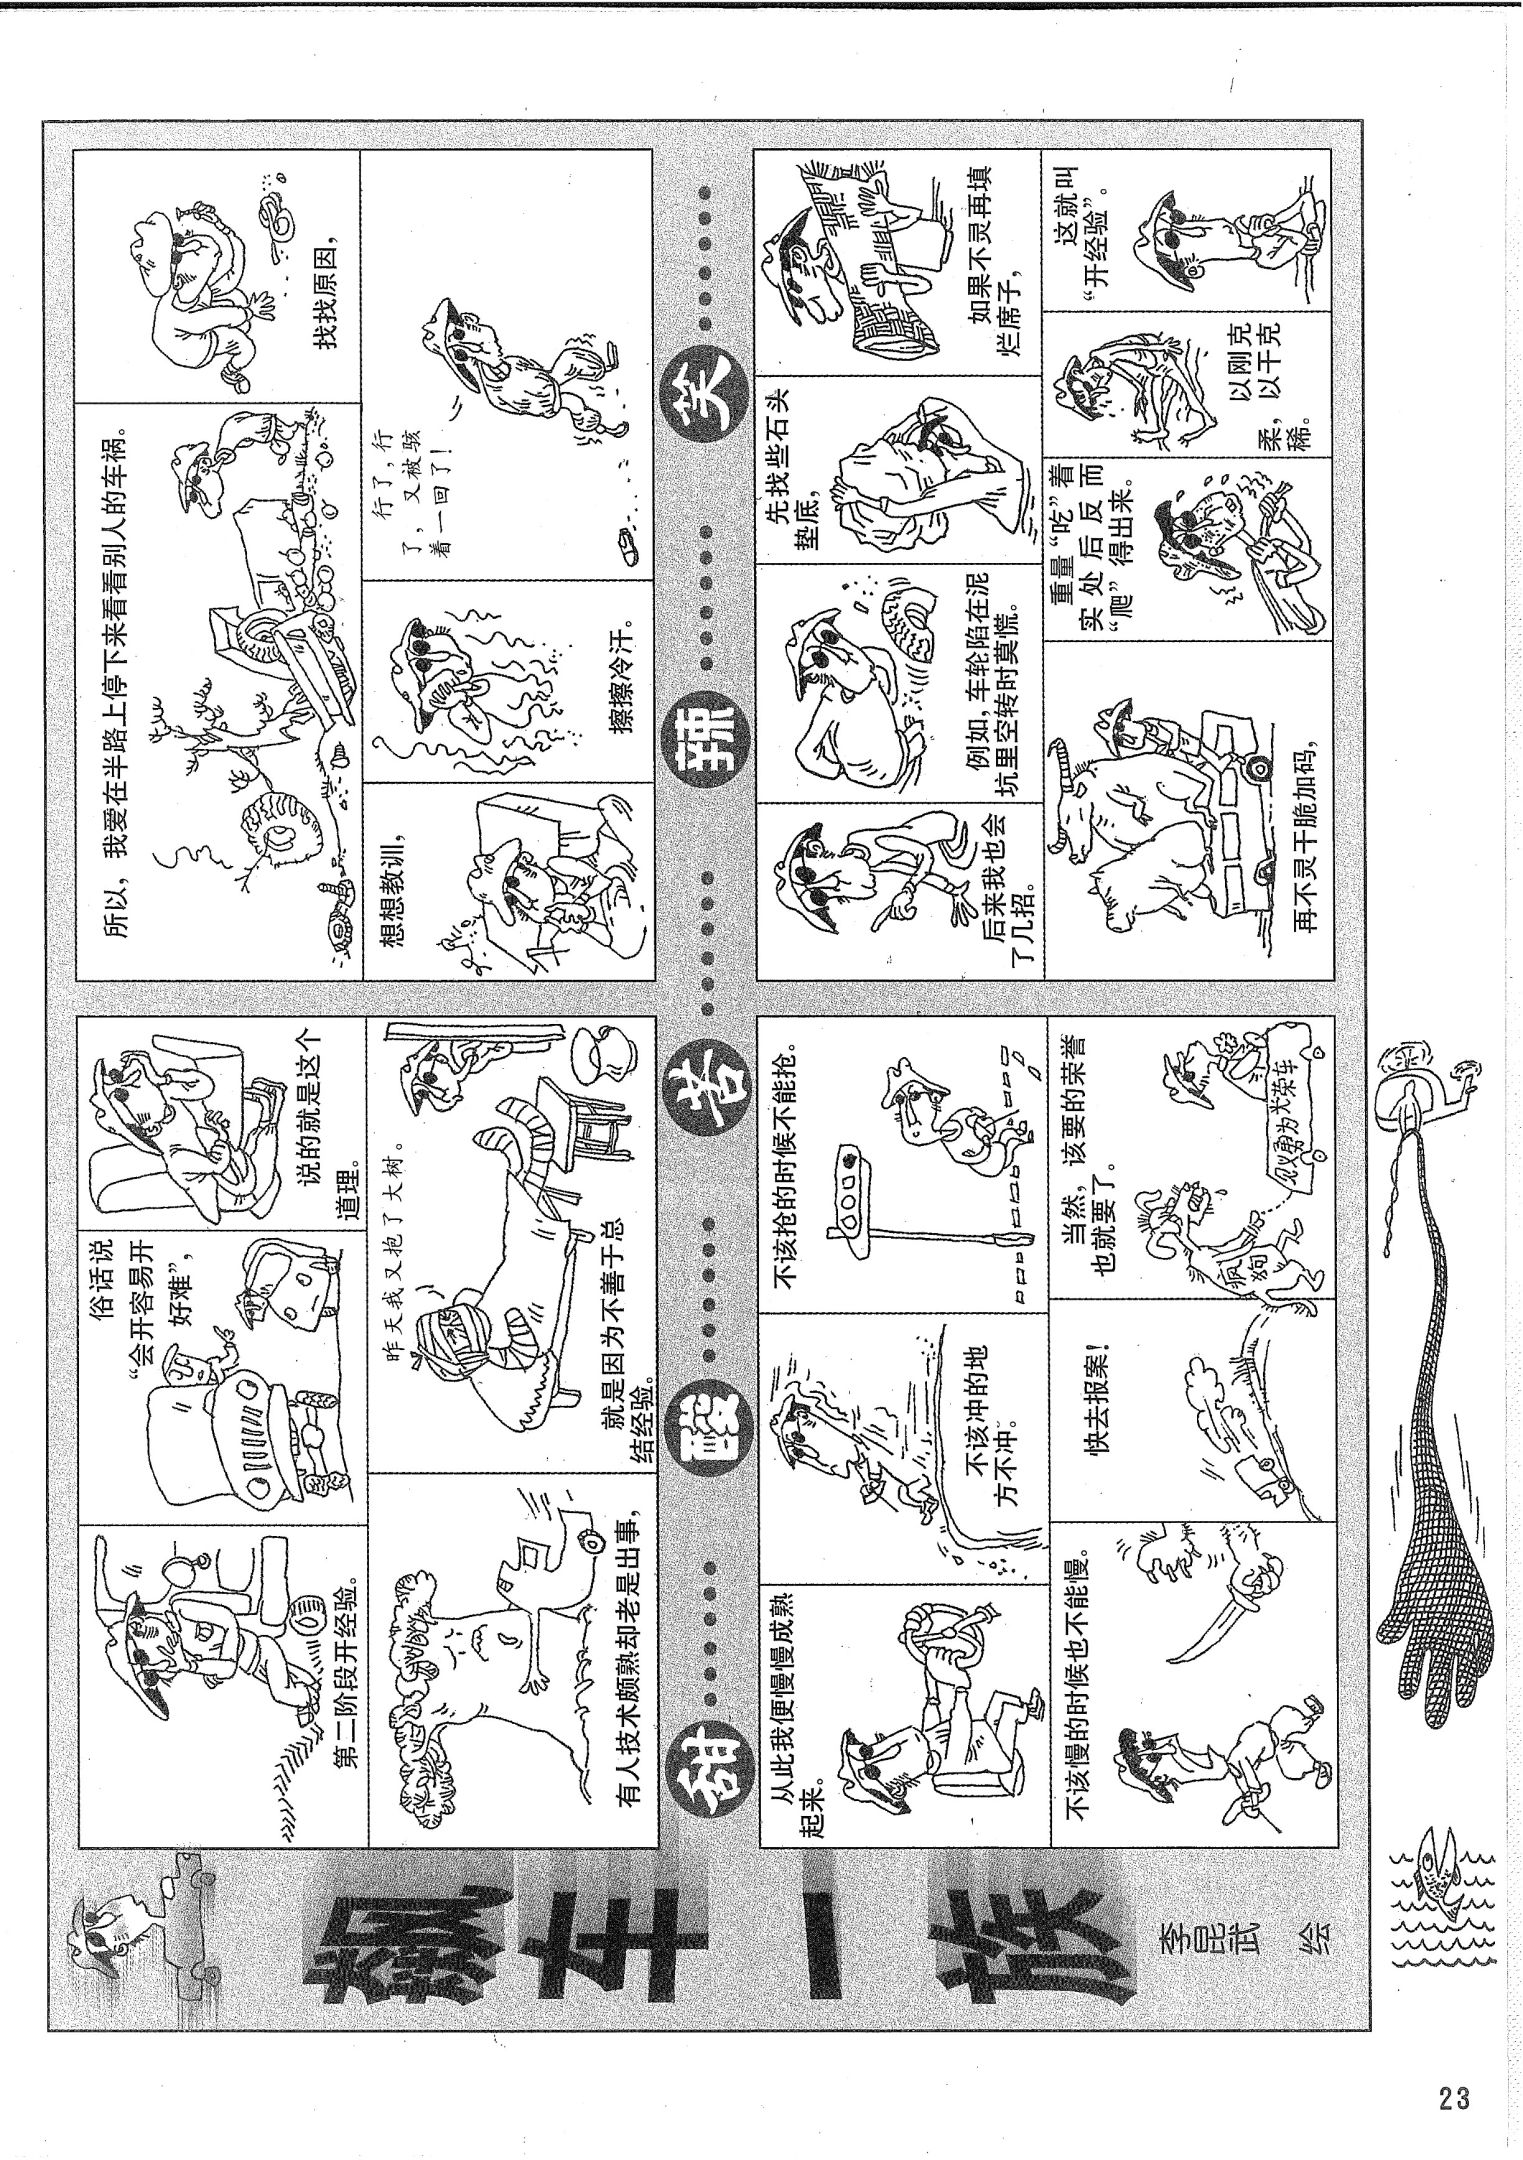 飙车一族
李昆武 绘
第二阶段开经验。
俗话说
“会开容易开
好难”，
说的就是这个
道理。
有人技术颇熟却老是出事，
昨天我又抱了大树。
就是因为不善于总
结经验。
所以，我爱在半路上停下来看看别人的车祸。
找找原因，
想想教训，
擦擦冷汗。
行了，行
了，又被骇
着一回了！
甜……酸……苦……辣……笑……
从此我便慢慢成熟
起来。
不该冲的地
方不冲。
不该抢的时候不能抢。
不该慢的时候也不能慢。
快去报案！
当然，该要的荣誉
也就要了。
疯狗
见义勇为光荣车
后来我也会
了几招。
例如，车轮陷在泥
坑里空转时莫慌。
先找些石头
垫底，
如果不灵再填
烂席子，
再不灵干脆加码，
重量“吃”着
实处后反而
“爬”得出来。
以刚克
柔，以干克
稀。
这就叫
“开经验”。
23